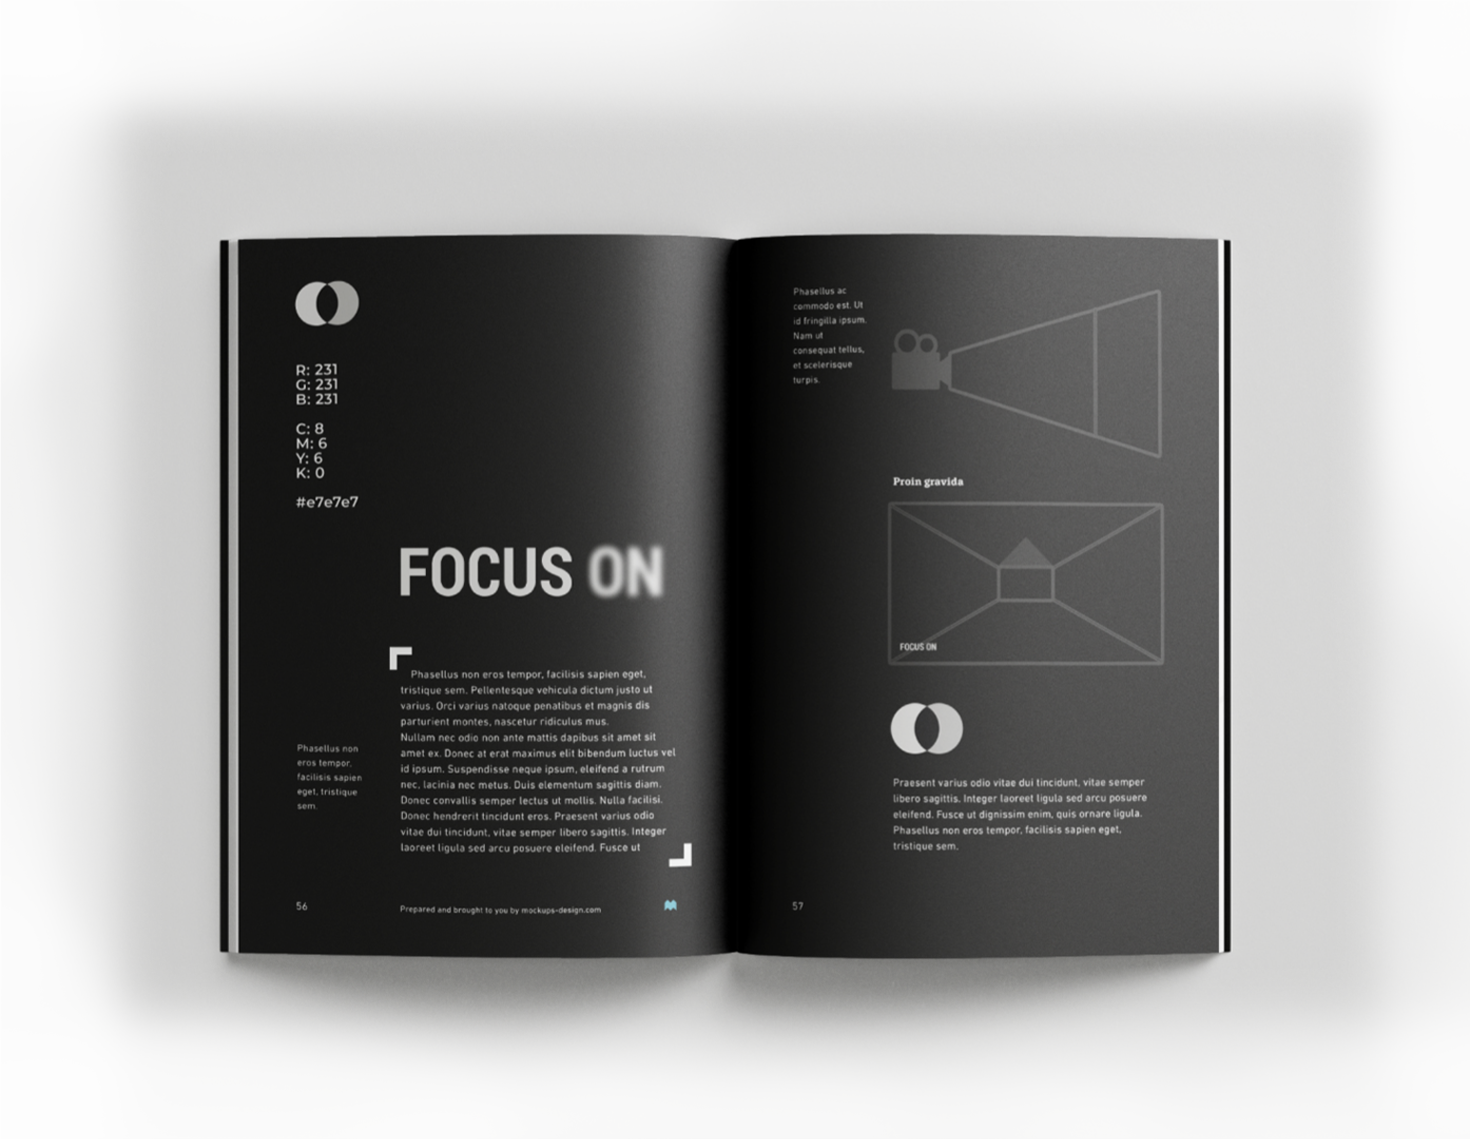 R: 231
G: 231
B: 231
C: 8
M: 6
Y: 6
K: 0
#e7e7e7
FOCUS ON
Phasellus non eros tempor, facilisis sapien eget,
tristique sem. Pellentesque vehicula dictum justo ut
varius. Orci varius natoque penatibus et magnis dis
parturient montes, nascetur ridiculus mus.
Nullam nec odio non ante mattis dapibus sit amet sit
amet ex. Donec at erat maximus elit bibendum luctus vel
id ipsum. Suspendisse neque ipsum, eleifend a rutrum
nec, lacinia nec metus. Duis elementum sagittis diam.
Donec convallis semper lectus ut mollis. Nulla facilisi.
Donec hendrerit tincidunt eros. Praesent varius odio
vitae dui tincidunt, vitae semper libero sagittis. Integer
laoreet ligula sed arcu posuere eleifend. Fusce ut
Phasellus non
eros tempor,
facilisis sapien
eget, tristique
sem.
56
Prepared and brought to you by mockups-design.com
Phasellus ac
commodo est. Ut
id fringilla ipsum.
Nam ut
consequat tellus,
et scelerisque
turpis.
Proin gravida
FOCUS ON
Praesent varius odio vitae dui tincidunt, vitae semper
libero sagittis. Integer laoreet ligula sed arcu posuere
eleifend. Fusce ut dignissim enim, quis ornare ligula.
Phasellus non eros tempor, facilisis sapien eget,
tristique sem.
57